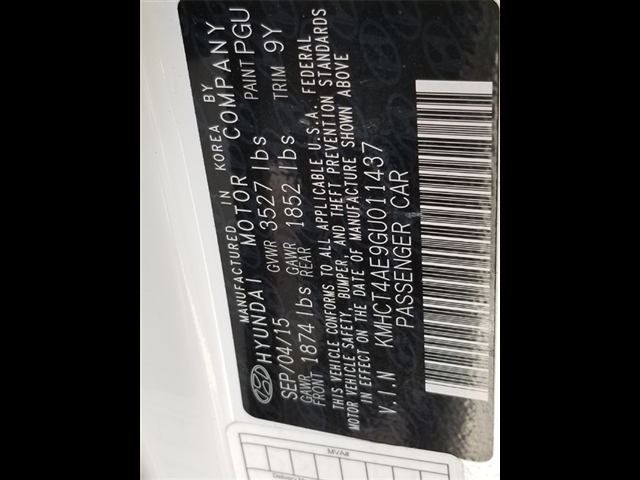 MANUFACTURED IN KOREA BY
HYUNDAI MOTOR COMPANY
SEP/04/15 GVWR 3527 lbs PAINT PGU
GAWR FRONT 1874 lbs GAWR REAR 1852 lbs TRIM 9Y
THIS VEHICLE CONFORMS TO ALL APPLICABLE U.S.A. FEDERAL
MOTOR VEHICLE SAFETY, BUMPER, AND THEFT PREVENTION STANDARDS
IN EFFECT ON THE DATE OF MANUFACTURE SHOWN ABOVE
V.I.N KMHCT4AE9GU011437
PASSENGER CAR
MVA#